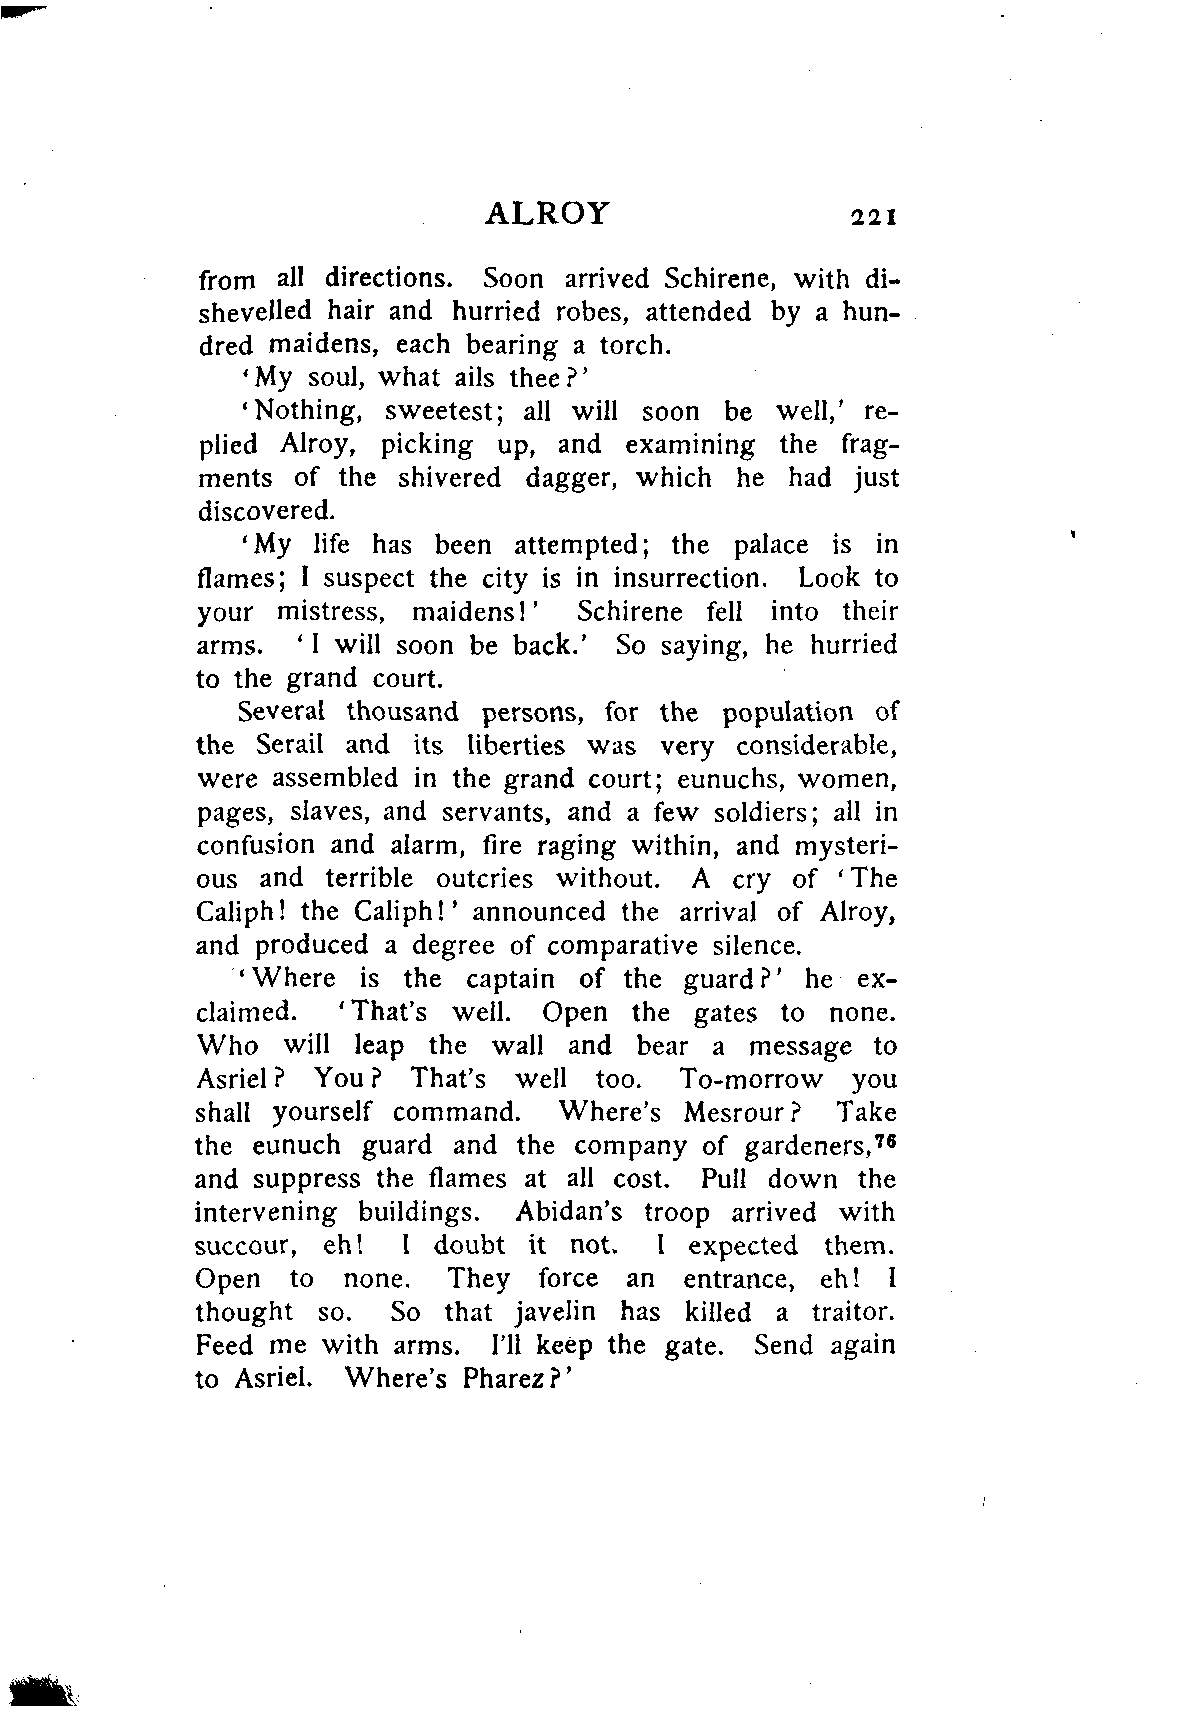 ALROY 221
from all directions. Soon arrived Schirene, with di-
shevelled hair and hurried robes, attended by a hun-
dred maidens, each bearing a torch.
‘My soul, what ails thee?’
‘Nothing, sweetest; all will soon be well,’ re-
plied Alroy, picking up, and examining the frag-
ments of the shivered dagger, which he had just
discovered.
‘My life has been attempted; the palace is in
flames; I suspect the city is in insurrection. Look to
your mistress, maidens!’ Schirene fell into their
arms. ‘I will soon be back.’ So saying, he hurried
to the grand court.
Several thousand persons, for the population of
the Serail and its liberties was very considerable,
were assembled in the grand court; eunuchs, women,
pages, slaves, and servants, and a few soldiers; all in
confusion and alarm, fire raging within, and mysteri-
ous and terrible outcries without. A cry of ‘The
Caliph! the Caliph!’ announced the arrival of Alroy,
and produced a degree of comparative silence.
‘Where is the captain of the guard?’ he ex-
claimed. ‘That's well. Open the gates to none.
Who will leap the wall and bear a message to
Asriel? You? That's well too. To-morrow you
shall yourself command. Where's Mesrour? Take
the eunuch guard and the company of gardeners,⁷⁶
and suppress the flames at all cost. Pull down the
intervening buildings. Abidan's troop arrived with
succour, eh! I doubt it not. I expected them.
Open to none. They force an entrance, eh! I
thought so. So that javelin has killed a traitor.
Feed me with arms. I'll keep the gate. Send again
to Asriel. Where's Pharez?’